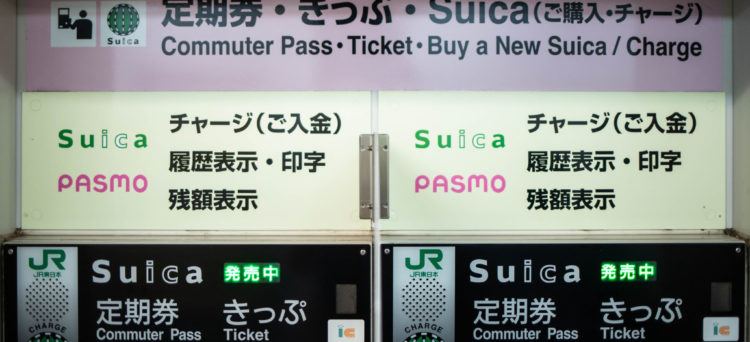 定期券・きっぷ・Suica(ご購入・チャージ)
Suica
Commuter Pass・Ticket・Buy a New Suica / Charge
Suica
チャージ(ご入金)
履歴表示・印字
PASMO
残額表示
Suica
チャージ(ご入金)
履歴表示・印字
PASMO
残額表示
JR
JR東日本
Suica
発売中
定期券 きっぷ
Commuter Pass Ticket
CHARGE
IC
JR
JR東日本
Suica
発売中
定期券 きっぷ
Commuter Pass Ticket
CHARGE
IC